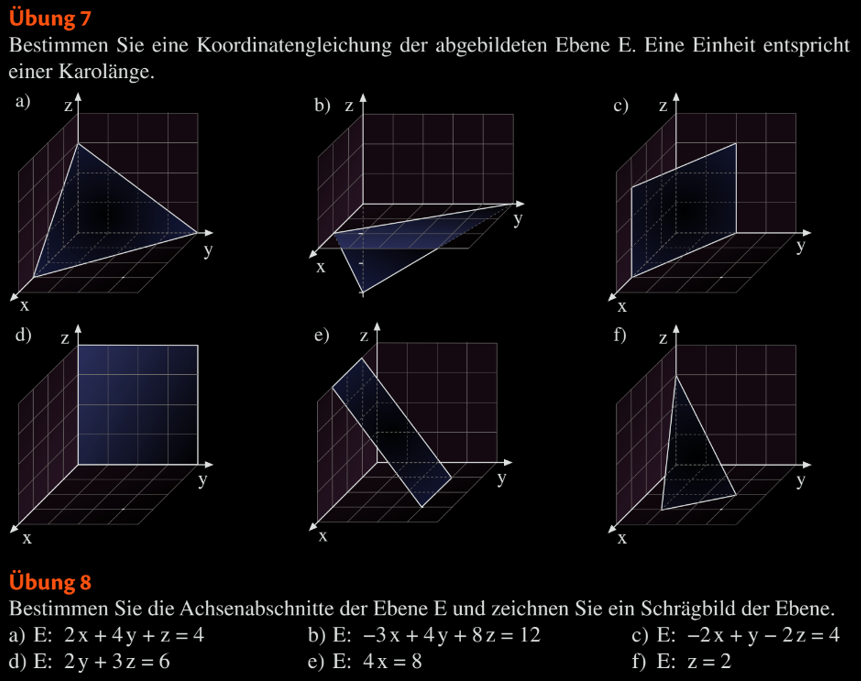 Übung 7
Bestimmen Sie eine Koordinatengleichung der abgebildeten Ebene E. Eine Einheit entspricht
einer Karolänge.
a) z y x
b) z y x
c) z y x
d) z y x
e) z y x
f) z y x
Übung 8
Bestimmen Sie die Achsenabschnitte der Ebene E und zeichnen Sie ein Schrägbild der Ebene.
a) E: 2x + 4y + z = 4 b) E: −3x + 4y + 8z = 12 c) E: −2x + y − 2z = 4
d) E: 2y + 3z = 6 e) E: 4x = 8 f) E: z = 2